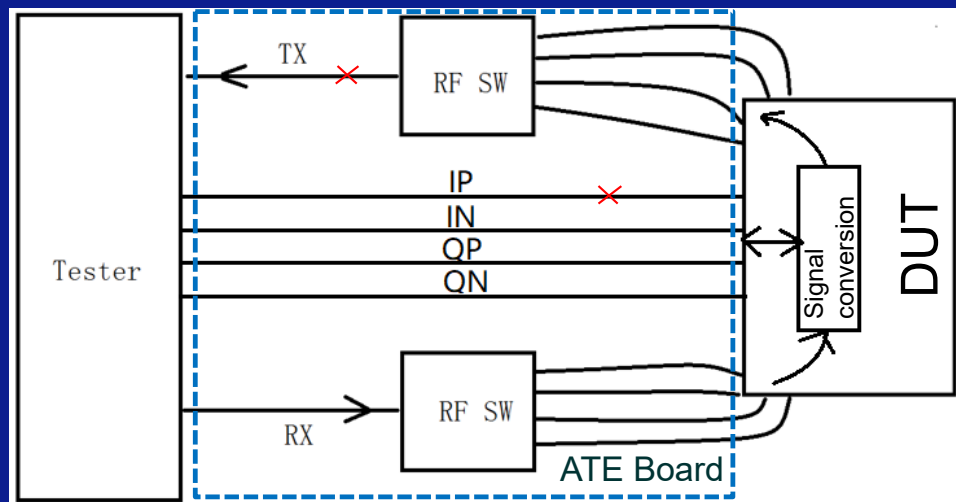 TX
RF SW
IP
IN
QP
QN
Tester
Signal
conversion
DUT
RF SW
RX
ATE Board